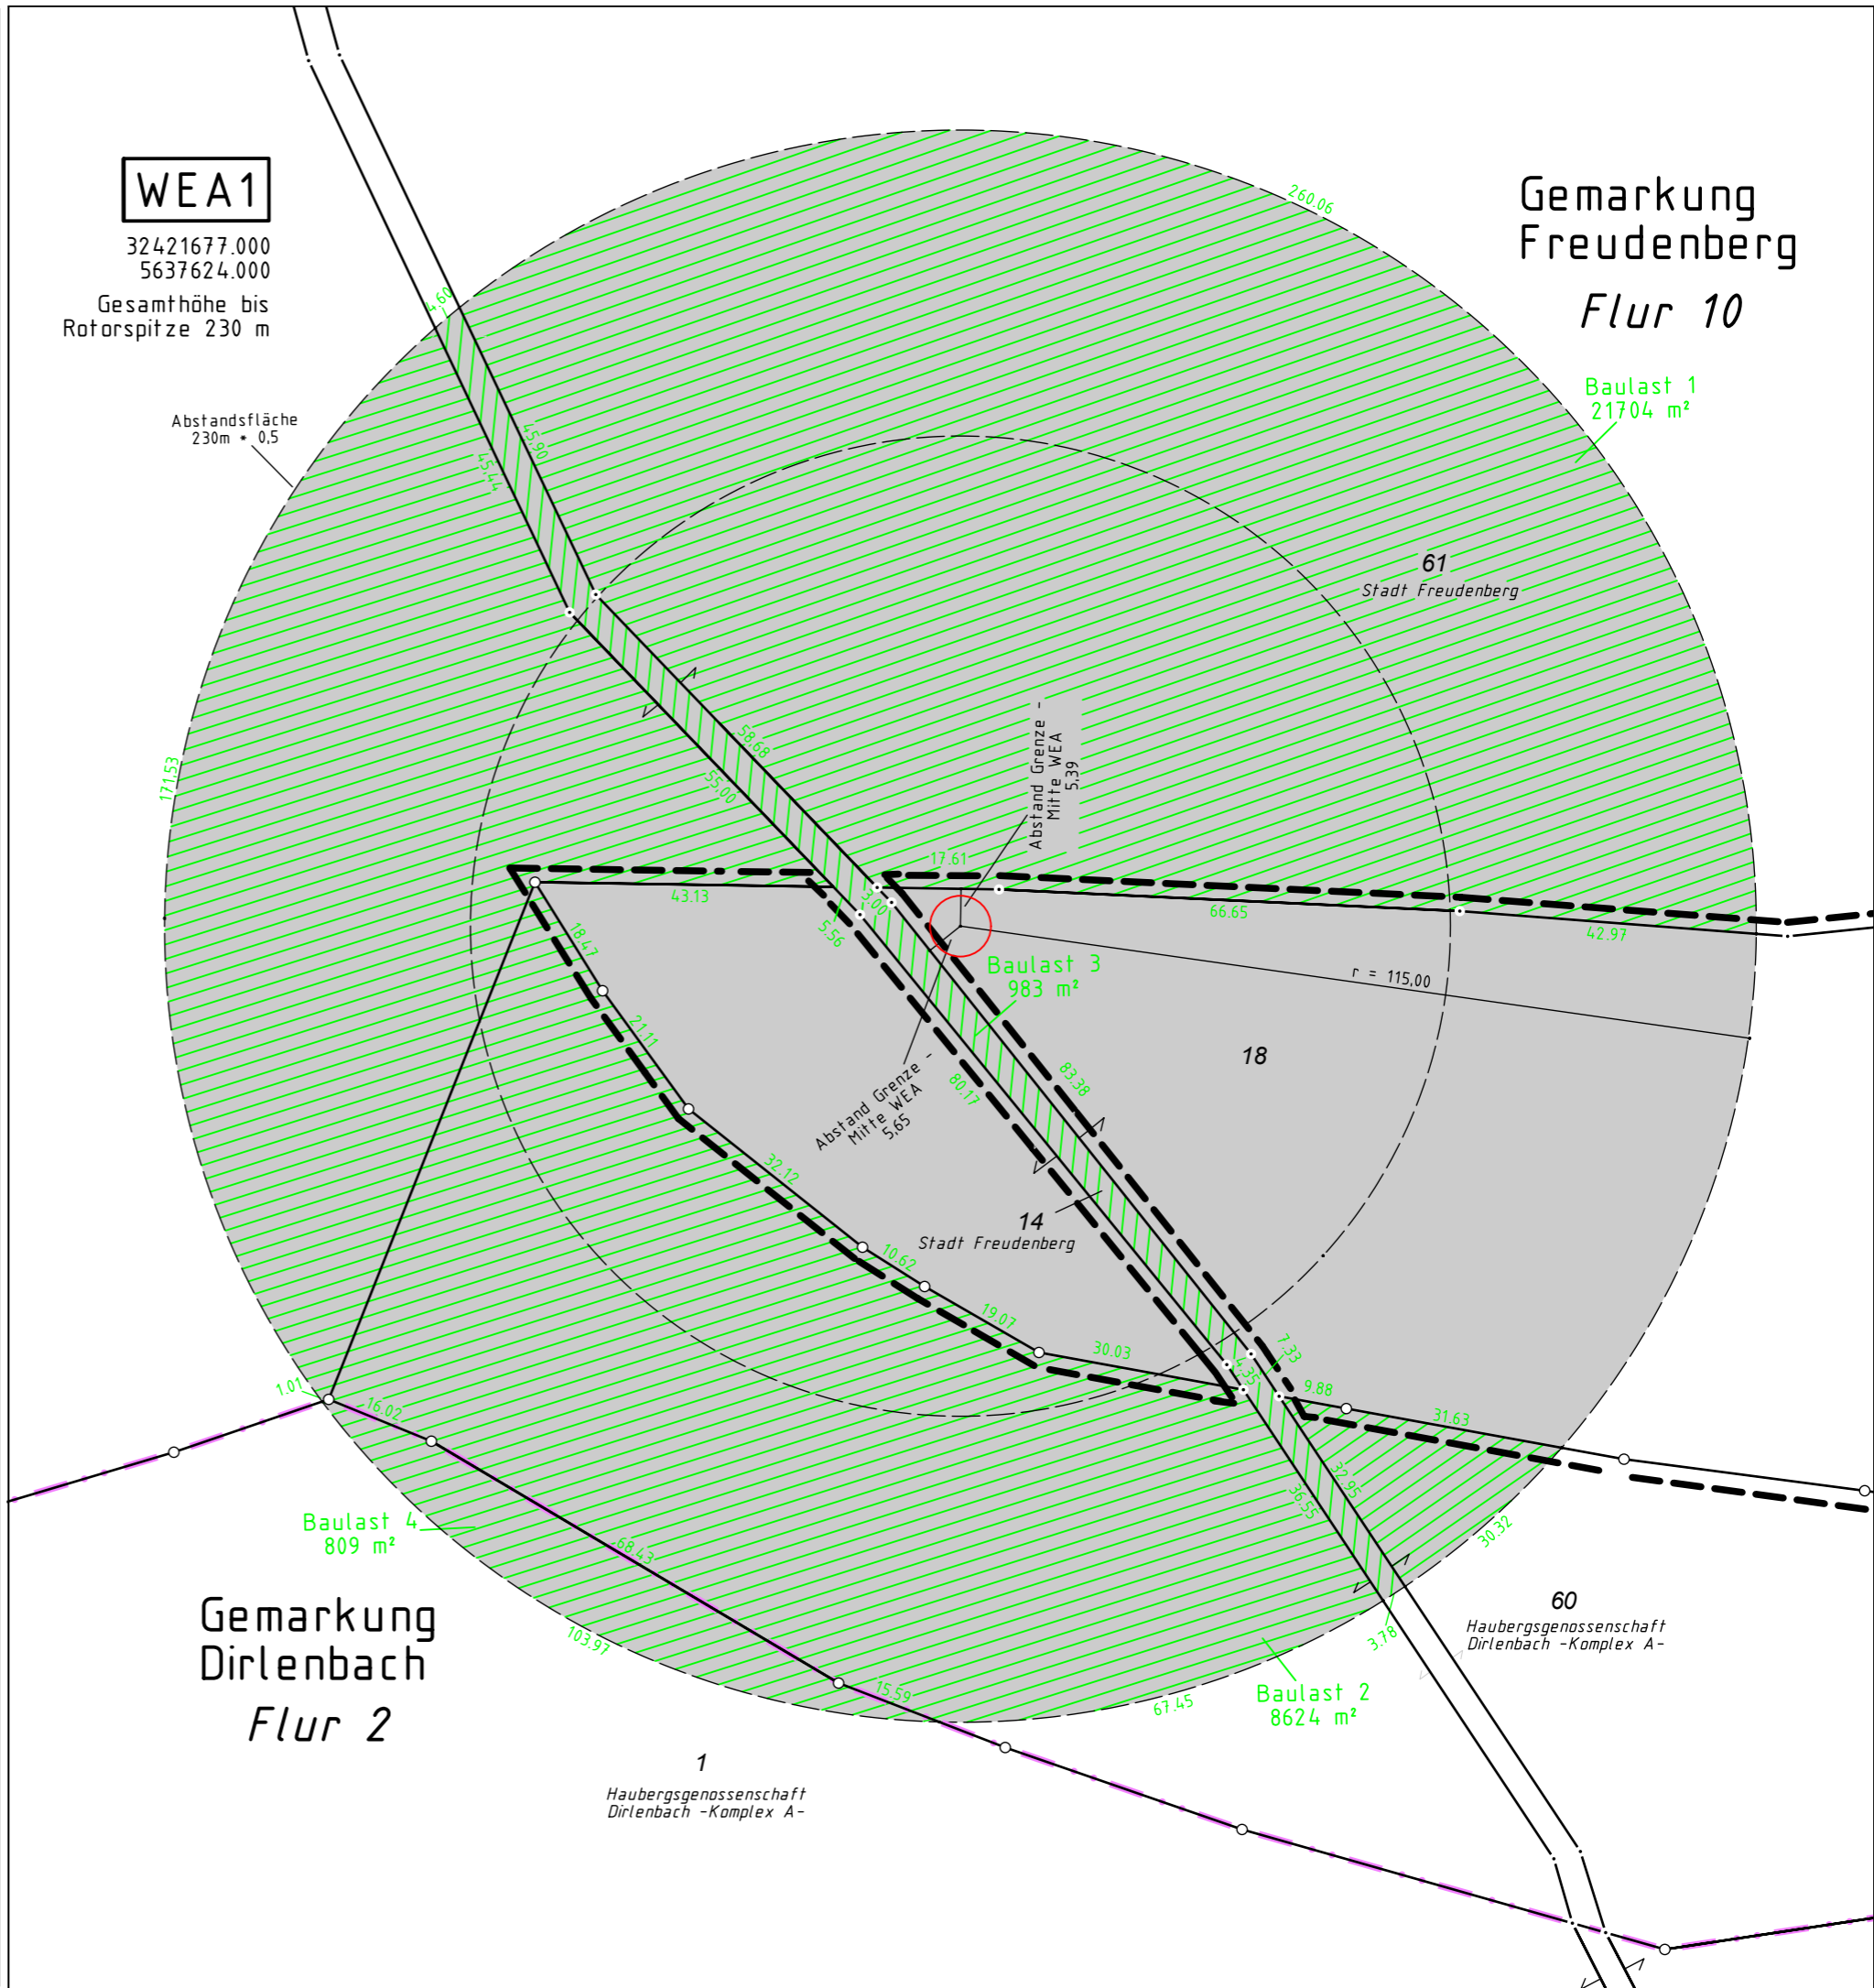 WEA1
32421677.000
5637624.000
Gesamthöhe bis
Rotorspitze 230 m
Abstandsfläche
230m * 0,5
Gemarkung
Freudenberg
Flur 10
260.06
Baulast 1
21704 m²
4.60
45,90
45,44
61
Stadt Freudenberg
171.53
58,68
55,00
Abstand Grenze -
Mitte WEA
5,39
17.61
43.13
3,00
5.56
66.65
42.97
18.47
Baulast 3
983 m²
r = 115,00
21.11
18
83.38
80.17
Abstand Grenze -
Mitte WEA
5,65
32.12
14
Stadt Freudenberg
10.62
19.07
30.03
7.33
4,35
9.88
31.63
1.01
16.02
32.95
36.55
30.32
Baulast 4
809 m²
68.43
Gemarkung
Dirlenbach
Flur 2
103.97
60
Haubergsgenossenschaft
Dirlenbach -Komplex A-
3.78
15.59
67.45
Baulast 2
8624 m²
1
Haubergsgenossenschaft
Dirlenbach -Komplex A-